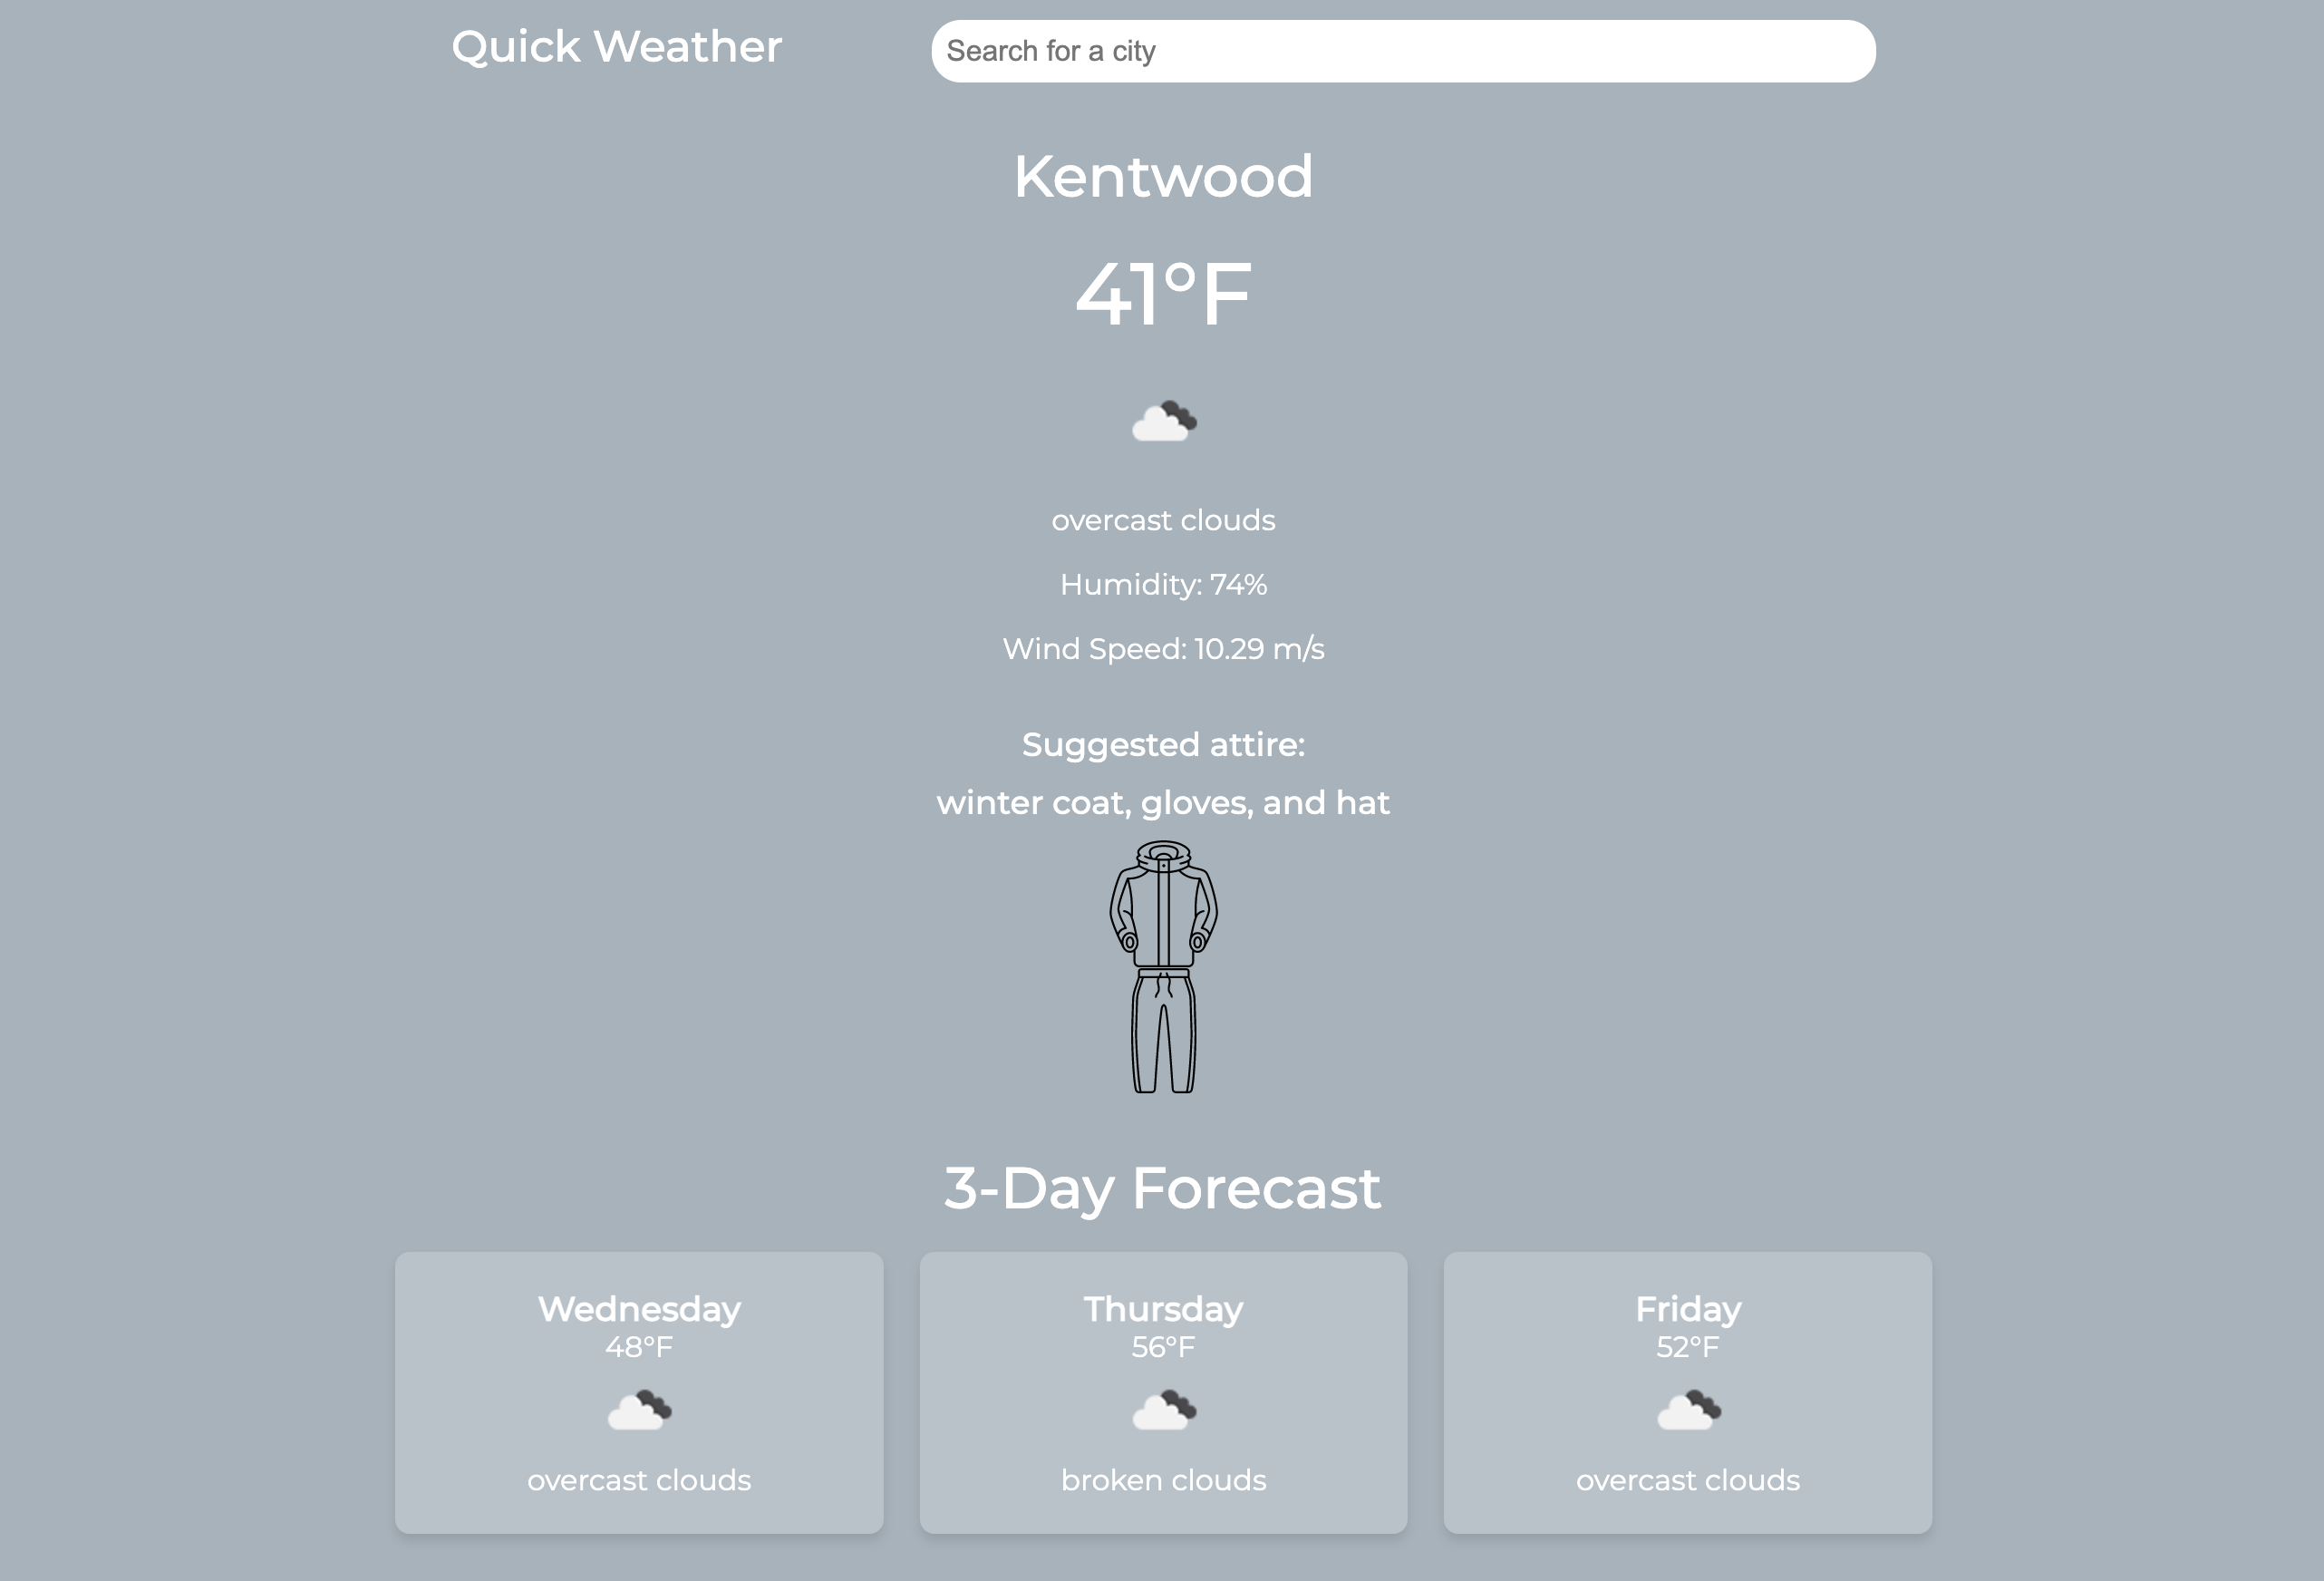 Quick Weather
Search for a city
Kentwood
41°F
overcast clouds
Humidity: 74%
Wind Speed: 10.29 m/s
Suggested attire:
winter coat, gloves, and hat
3-Day Forecast
Wednesday
48°F
overcast clouds
Thursday
56°F
broken clouds
Friday
52°F
overcast clouds